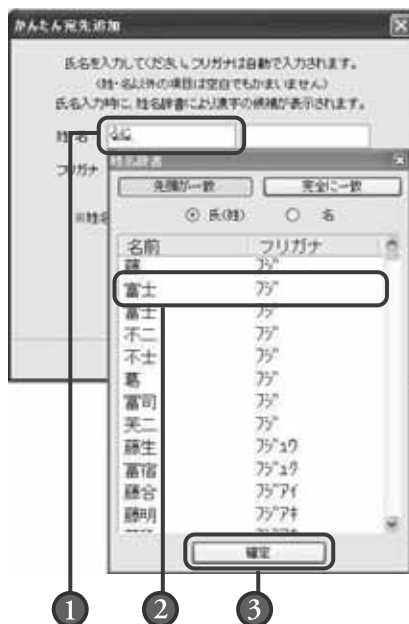 かんたん宛先追加
氏名を入力してください。フリガナは自動で入力されます。
(姓・名以外の項目は空白でもかまいません)
氏名入力時に、姓名辞書により漢字の候補が表示されます。
姓・名 ふじ
フリガナ
姓名辞書
先頭が一致 完全に一致
氏(姓) 名
名前 フリガナ
藤 フジ
富士 フジ
冨士 フジ
不二 フジ
不士 フジ
葛 フジ
冨司 フジ
芙二 フジ
藤生 フジュウ
富宿 フジュク
藤合 フジアイ
藤明 フジアキ
確定
1 2 3